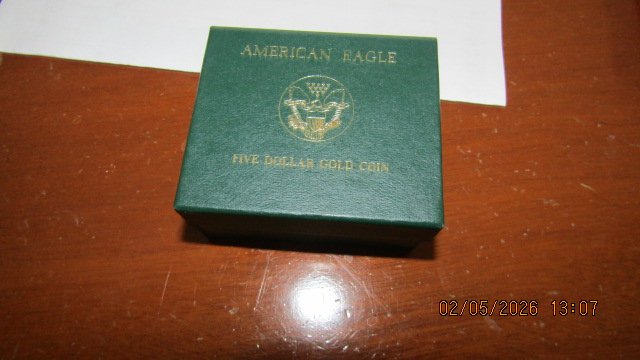 AMERICAN EAGLE
FIVE DOLLAR GOLD COIN
02/05/2026 13:07